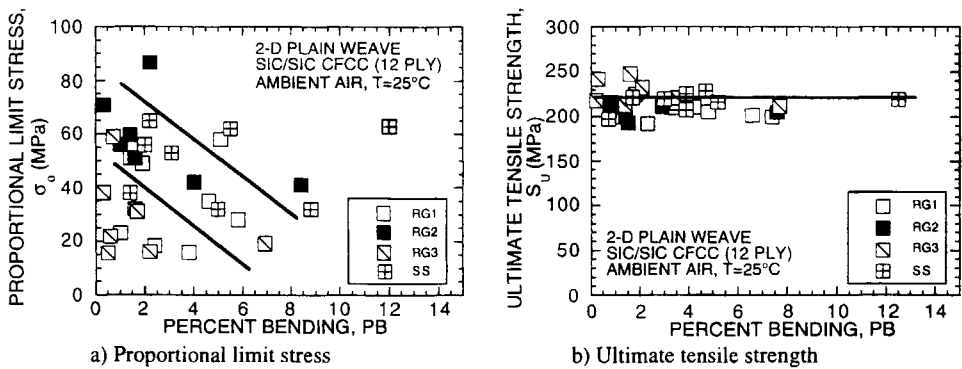 PROPORTIONAL LIMIT STRESS,
σₒ (MPa)
100
80
60
40
20
0
2-D PLAIN WEAVE
SIC/SIC CFCC (12 PLY)
AMBIENT AIR, T=25°C
RG1
RG2
RG3
SS
0 2 4 6 8 10 12 14
PERCENT BENDING, PB
a) Proportional limit stress
ULTIMATE TENSILE STRENGTH,
Sᵤ (MPa)
300
250
200
150
100
50
0
2-D PLAIN WEAVE
SIC/SIC CFCC (12 PLY)
AMBIENT AIR, T=25°C
RG1
RG2
RG3
SS
0 2 4 6 8 10 12 14
PERCENT BENDING, PB
b) Ultimate tensile strength